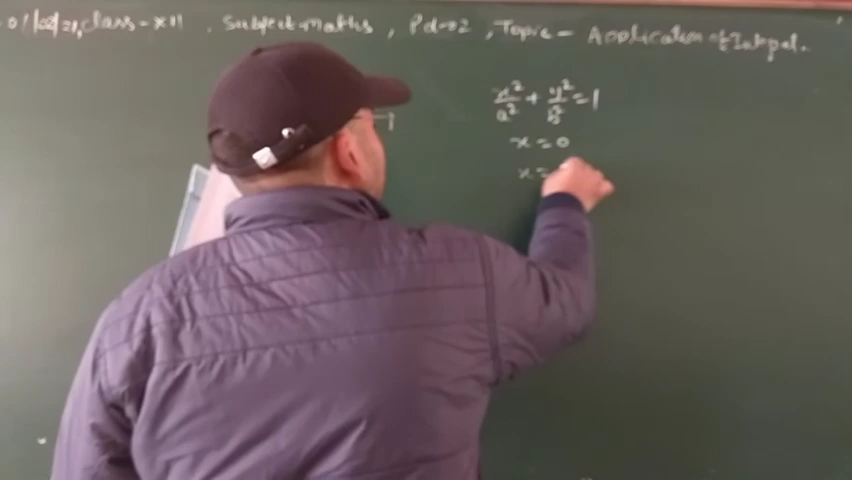 01/02/21, class-XII , Subject-Maths , Pd-02 , Topic - Application of Integral.
x²/a² + y²/b² = 1
x = 0
x =